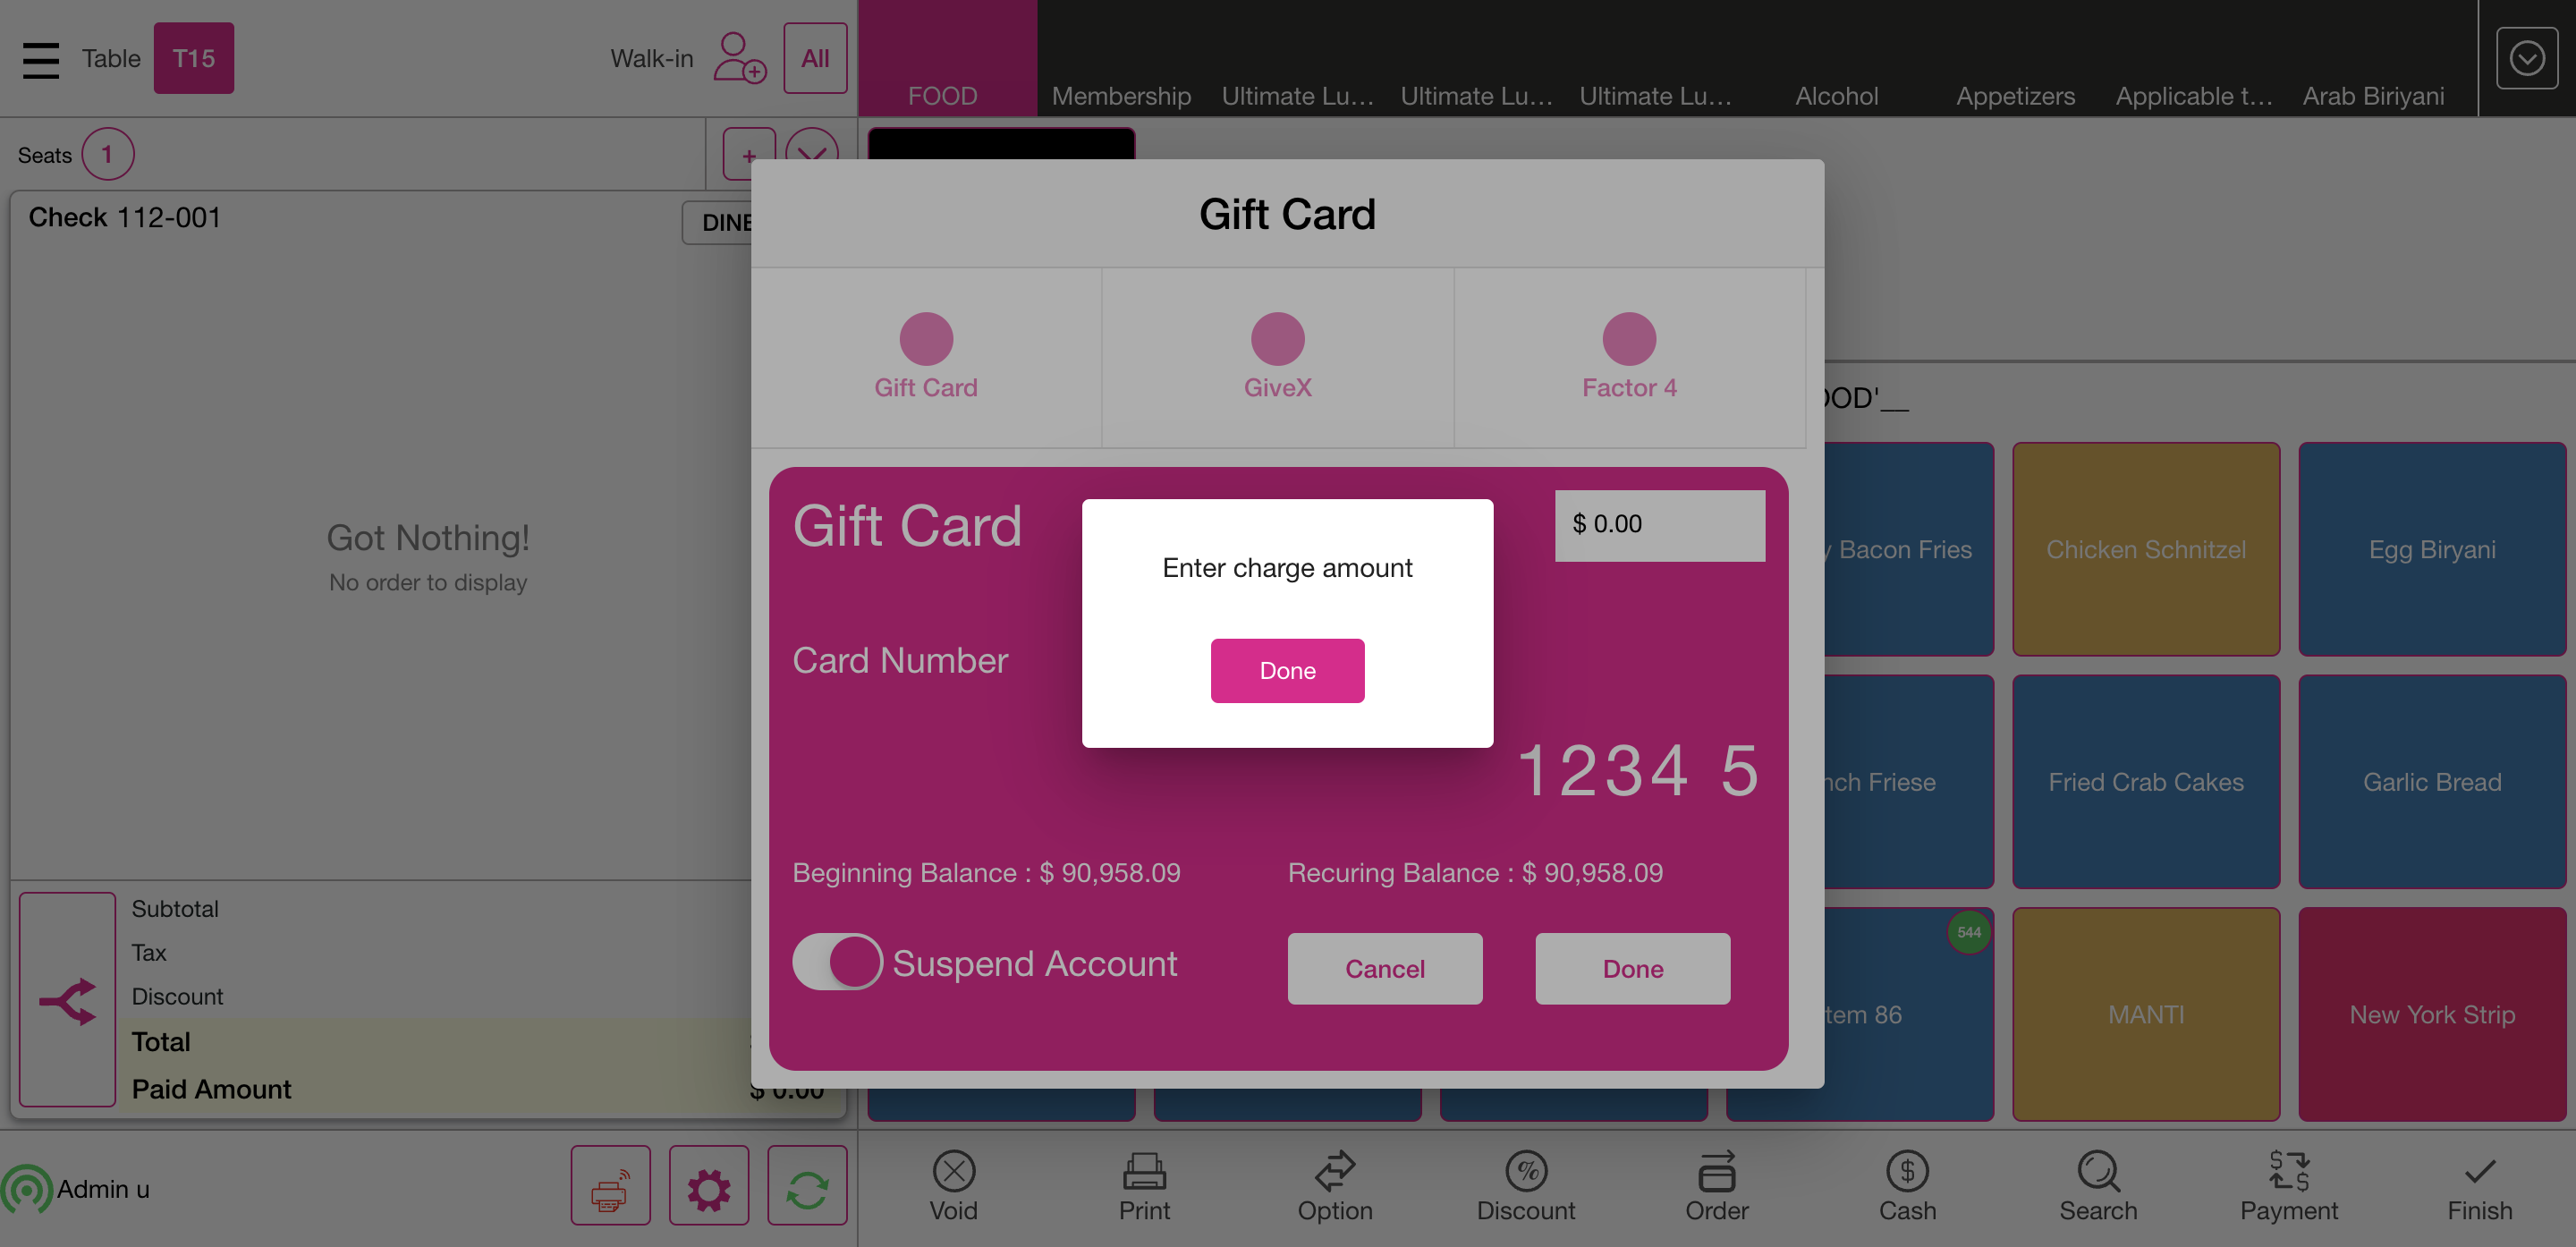 Table T15 Walk-in All
FOOD Membership Ultimate Lu... Ultimate Lu... Ultimate Lu... Alcohol Appetizers Applicable t... Arab Biriyani
Seats 1 +
Check 112-001
DINE
Got Nothing!
No order to display
Subtotal
Tax
Discount
Total
Paid Amount $ 0.00
Admin u
Gift Card
Gift Card GiveX Factor 4
Gift Card $ 0.00
Enter charge amount
Done
Card Number
1234 5
Beginning Balance : $ 90,958.09 Recuring Balance : $ 90,958.09
Suspend Account Cancel Done
OOD'__
y Bacon Fries Chicken Schnitzel Egg Biryani
nch Friese Fried Crab Cakes Garlic Bread
544
tem 86 MANTI New York Strip
Void Print Option Discount Order Cash Search Payment Finish